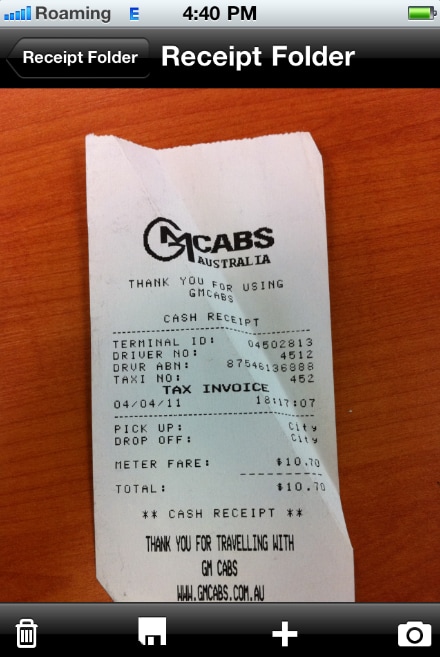 Roaming E 4:40 PM
Receipt Folder Receipt Folder
GM CABS
AUSTRALIA
THANK YOU FOR USING
GMCABS
CASH RECEIPT
TERMINAL ID: 04502813
DRIVER NO: 4512
DRVR ABN: 87546136988
TAXI NO: 452
TAX INVOICE
04/04/11 18:17:07
PICK UP: City
DROP OFF: City
METER FARE: $10.70
TOTAL: $10.70
** CASH RECEIPT **
THANK YOU FOR TRAVELLING WITH
GM CABS
WWW.GMCABS.COM.AU